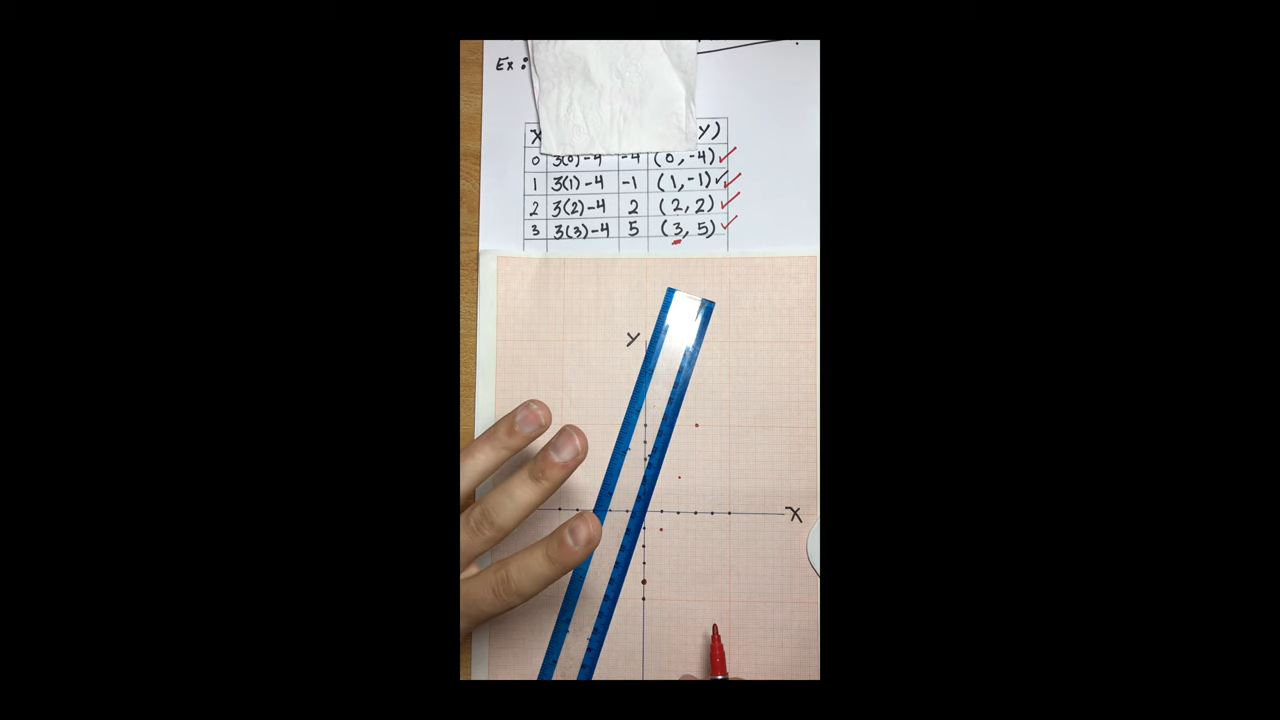 Ex :
X Y)
0 3(0)-4 -4 (0,-4) ✓
1 3(1)-4 -1 (1,-1) ✓✓
2 3(2)-4 2 (2,2) ✓
3 3(3)-4 5 (3,5) ✓
Y
X